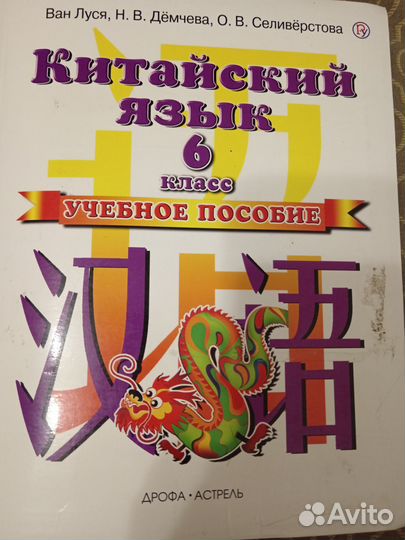 Ван Луся, Н. В. Дёмчева, О. В. Селивёрстова
Китайский
язык
6
класс
УЧЕБНОЕ ПОСОБИЕ
汉语
ДРОФА • АСТРЕЛЬ
Avito